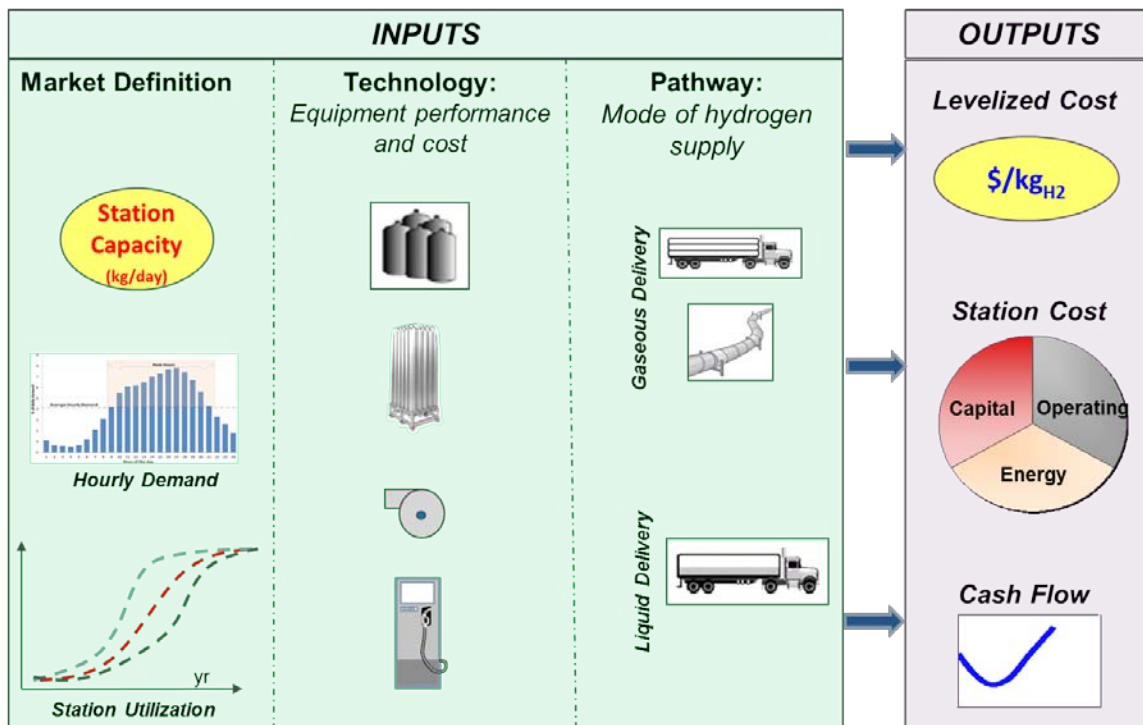 INPUTS
OUTPUTS
Market Definition
Technology:
Equipment performance
and cost
Pathway:
Mode of hydrogen
supply
Station
Capacity
(kg/day)
Hourly Demand
yr
Station Utilization
Gaseous Delivery
Liquid Delivery
Levelized Cost
$/kgH2
Station Cost
Capital
Operating
Energy
Cash Flow